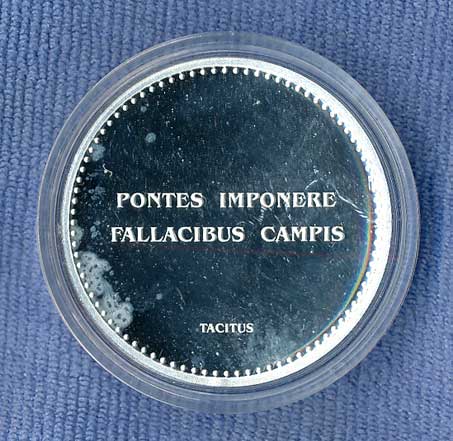 PONTES IMPONERE
FALLACIBUS CAMPIS
TACITUS